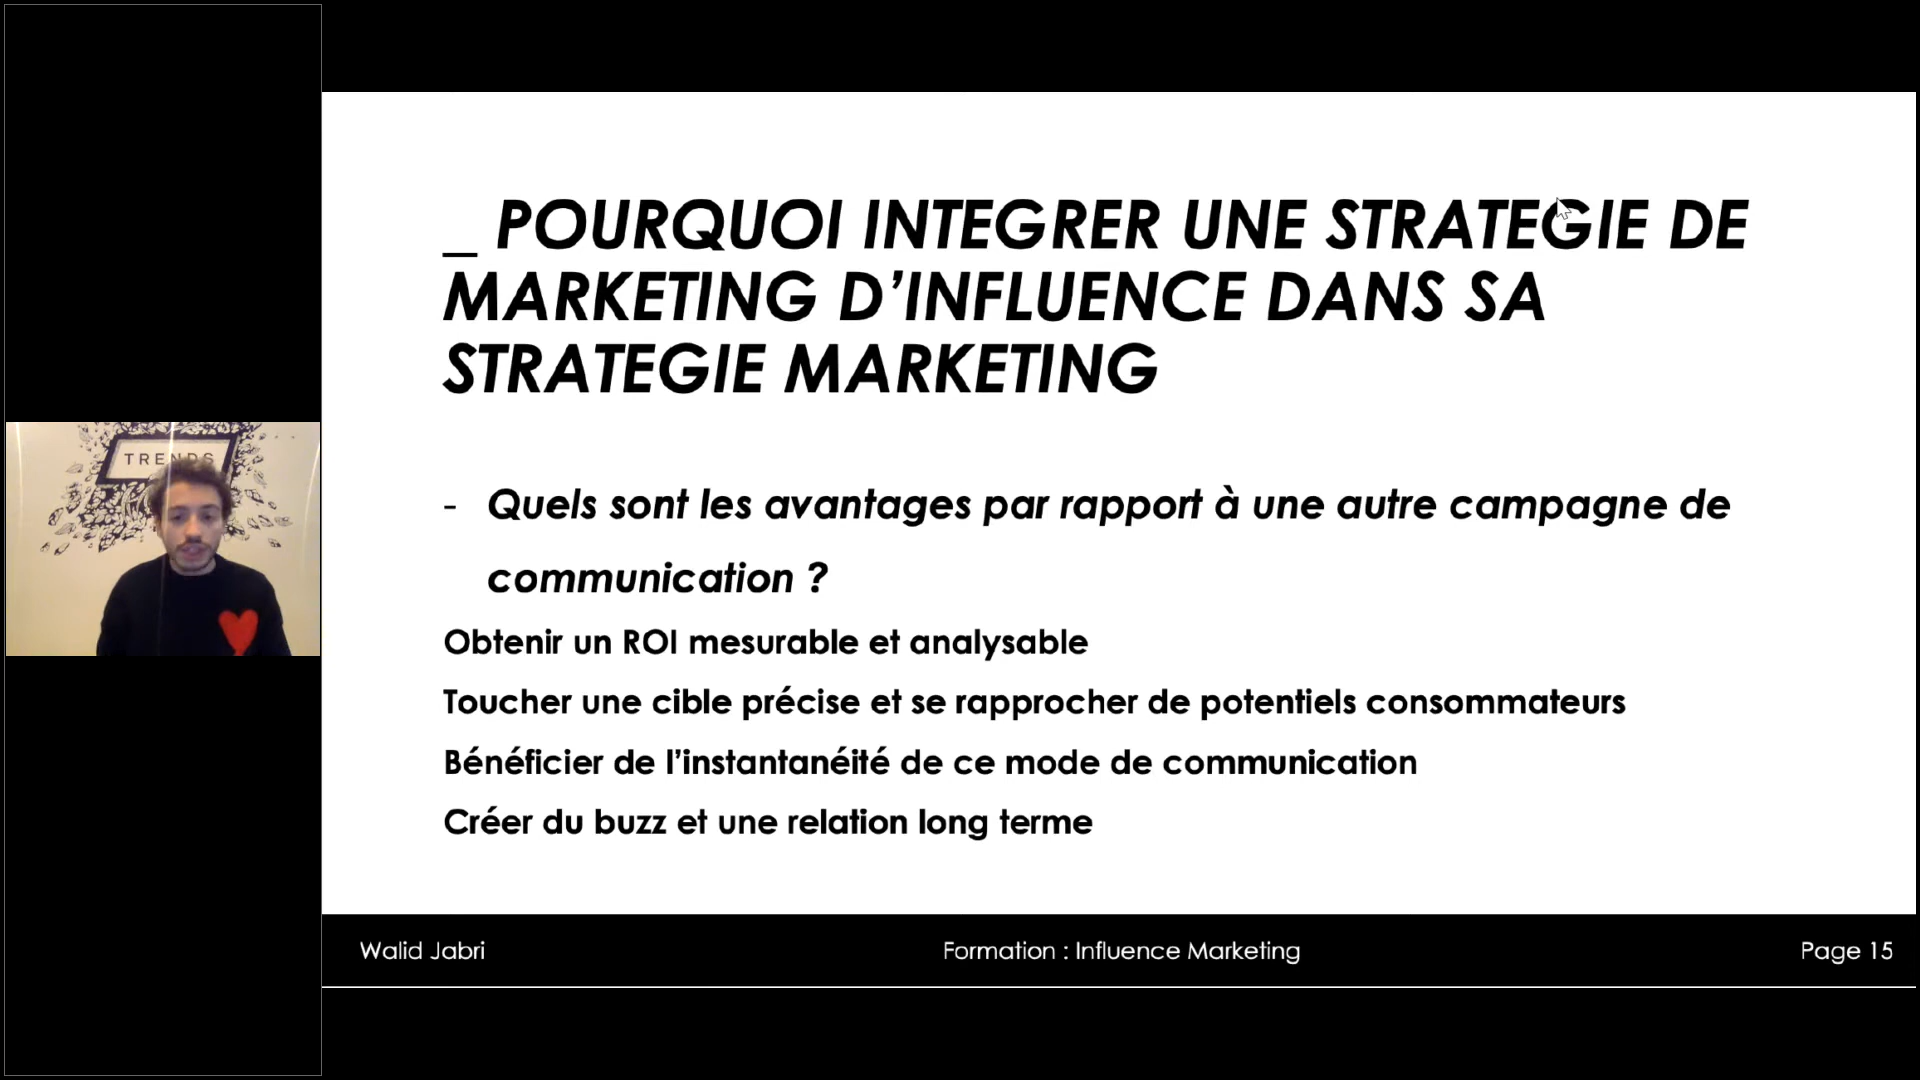 TRENDS
_ POURQUOI INTEGRER UNE STRATEGIE DE
MARKETING D’INFLUENCE DANS SA
STRATEGIE MARKETING
- Quels sont les avantages par rapport à une autre campagne de
communication ?
Obtenir un ROI mesurable et analysable
Toucher une cible précise et se rapprocher de potentiels consommateurs
Bénéficier de l’instantanéité de ce mode de communication
Créer du buzz et une relation long terme
Walid Jabri
Formation : Influence Marketing
Page 15